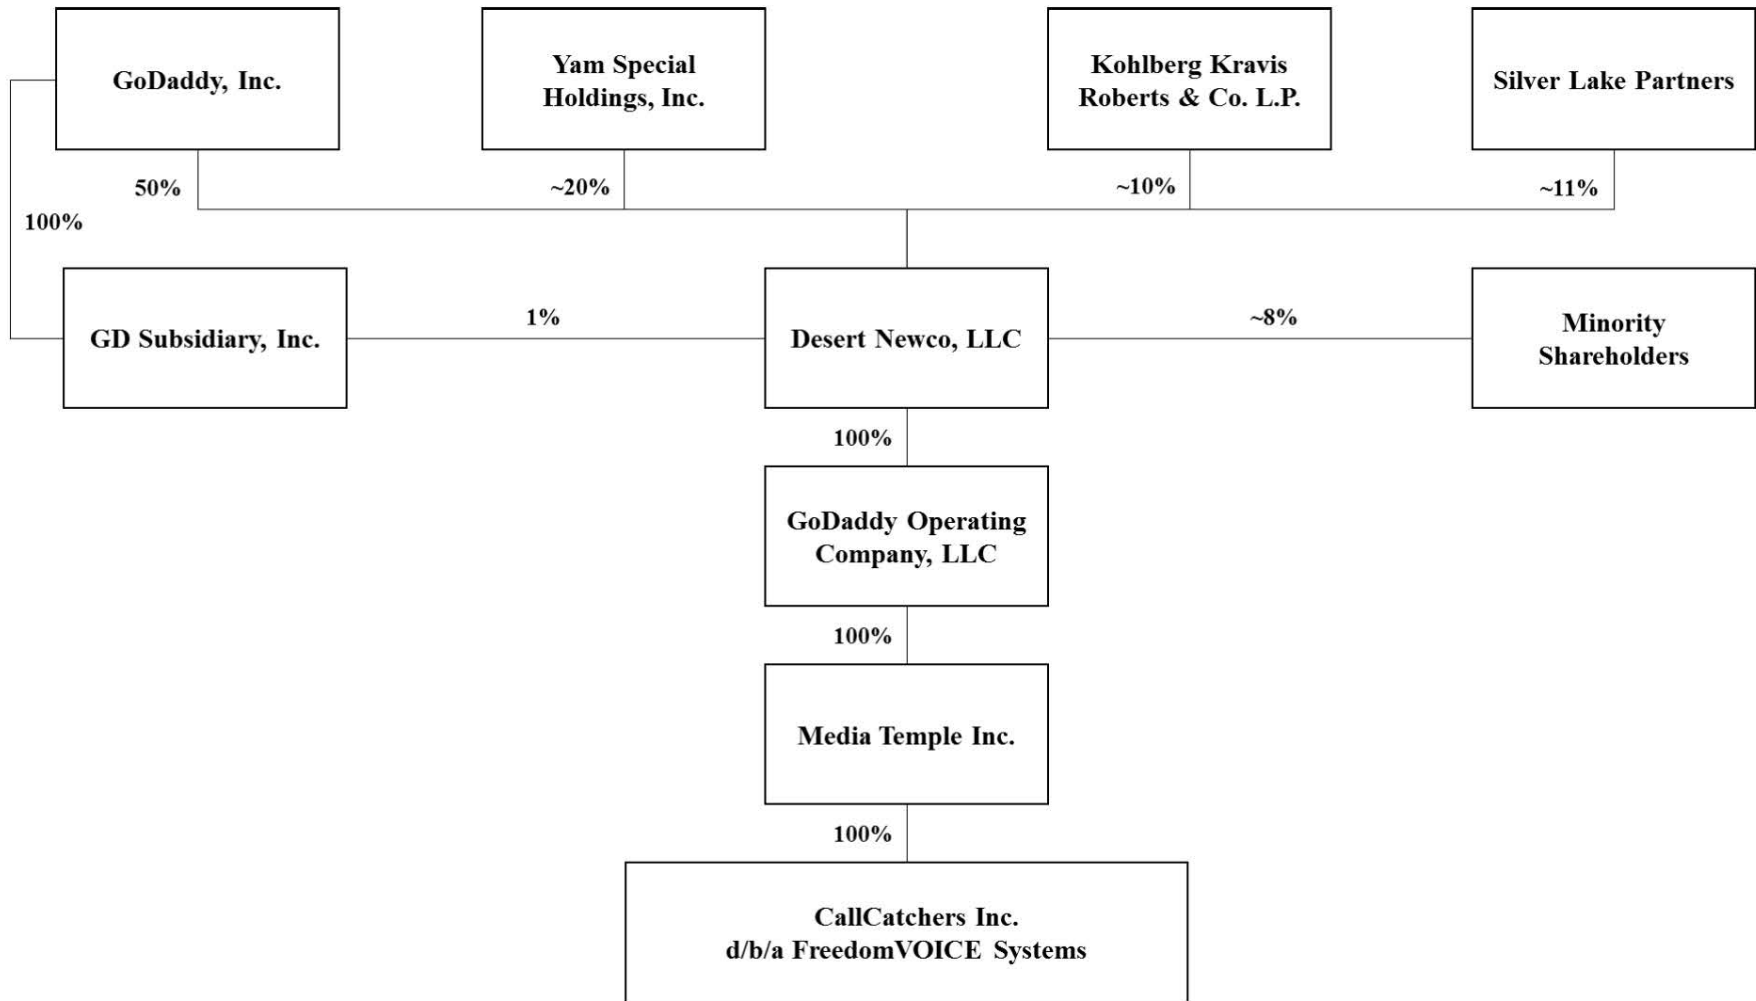 GoDaddy, Inc.
Yam Special
Holdings, Inc.
Kohlberg Kravis
Roberts & Co. L.P.
Silver Lake Partners
50%
~20%
~10%
~11%
100%
GD Subsidiary, Inc.
1%
Desert Newco, LLC
~8%
Minority
Shareholders
100%
GoDaddy Operating
Company, LLC
100%
Media Temple Inc.
100%
CallCatchers Inc.
d/b/a FreedomVOICE Systems